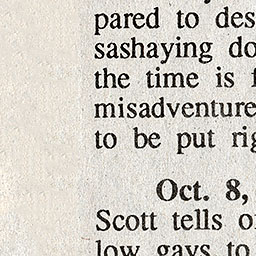 pared to des
sashaying do
the time is f
misadventure
to be put rig
Oct. 8,
Scott tells o
low gays to